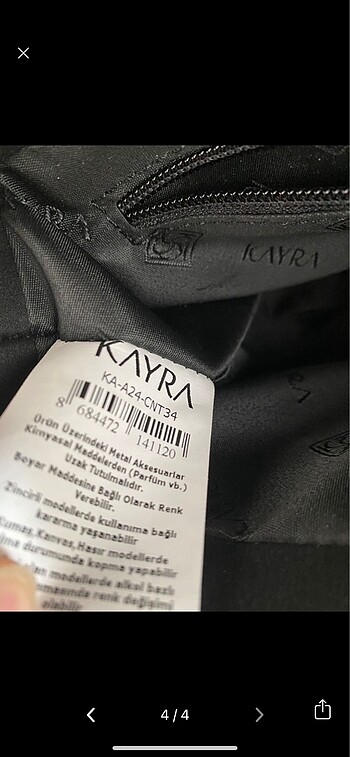 KAYRA
KAYRA
KA-A24-CNT34
8 684472 141120
Ürün Üzerindeki Metal Aksesuarlar
Kimyasal Maddelerden (Parfüm vb.)
Uzak Tutulmalıdır.
Boyar Maddesine Bağlı Olarak Renk
Verebilir.
Zincirli modellerde kullanıma bağlı
kararma yaşanabilir
Kumaş,Kanvas,Hasır modellerde
durumunda kopma yapabilir
modellerde alkol bazlı
renk değişimi
olabilir
4/4